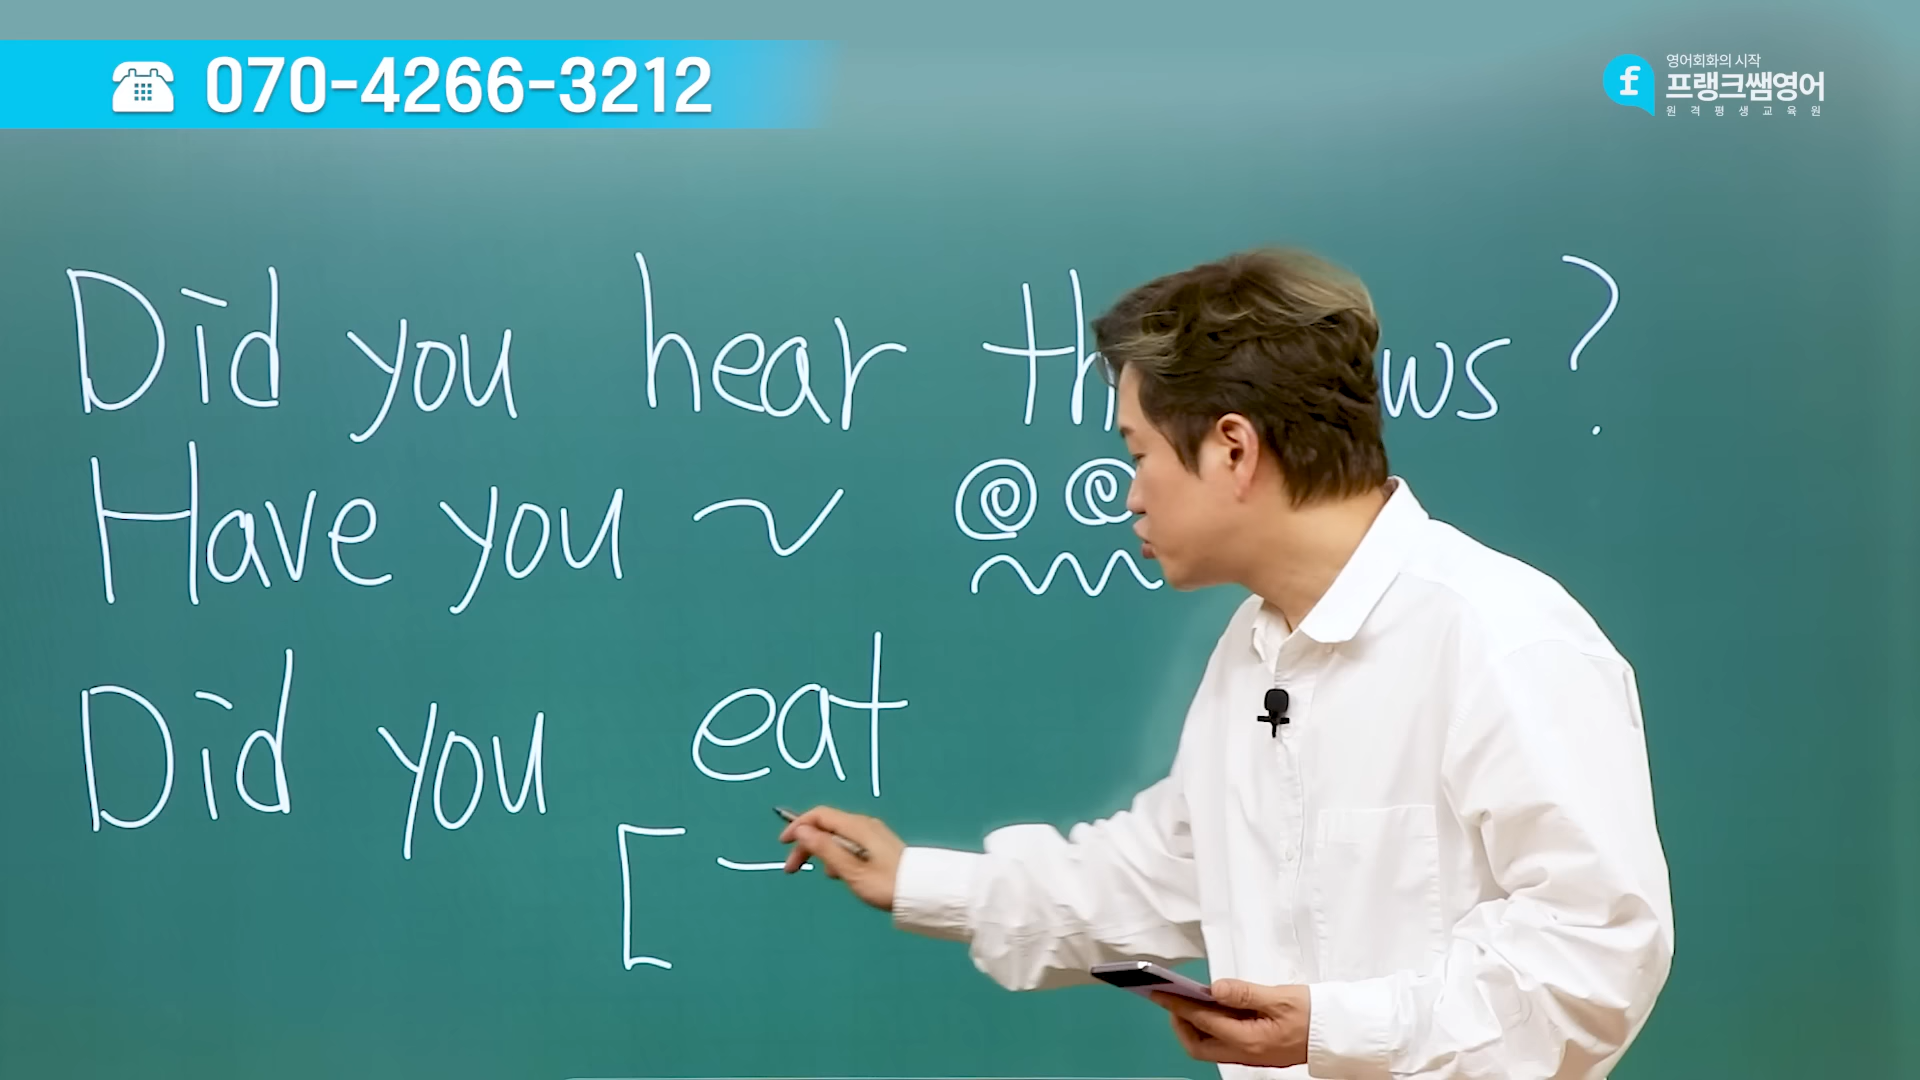 070-4266-3212
영어회화의 시작
프랭크쌤영어
원격평생교육원
Did you hear th ws?
Have you ~
Did you eat
[